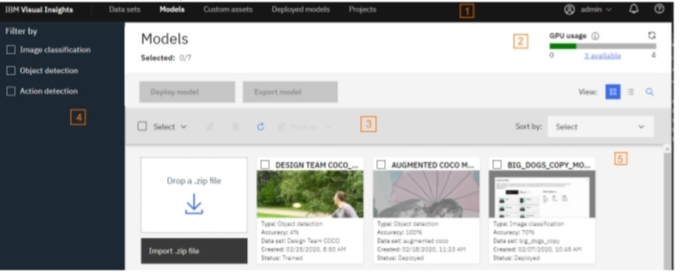 IBM Visual Insights Data sets Models Custom assets Deployed models Projects 1 admin
Filter by
Image classification
Object detection
Action detection
4
Models
Selected: 0/7
2
GPU usage
0 3 available 4
Deploy model Export model View:
Select 3 Sort by: Select
5
Drop a .zip file
Import .zip file
DESIGN TEAM COCO_...
Type: Object detection
Accuracy: 4%
Data set: Design Team COCO
Created: 02/26/2020, 8:50 AM
Status: Trained
AUGMENTED COCO M...
Type: Object detection
Accuracy: 100%
Data set: augmented coco
Created: 02/18/2020, 11:23 AM
Status: Deployed
BIG_DOGS_COPY_MO...
Type: Image classification
Accuracy: 70%
Data set: big_dogs_copy
Created: 02/07/2020, 10:45 AM
Status: Deployed